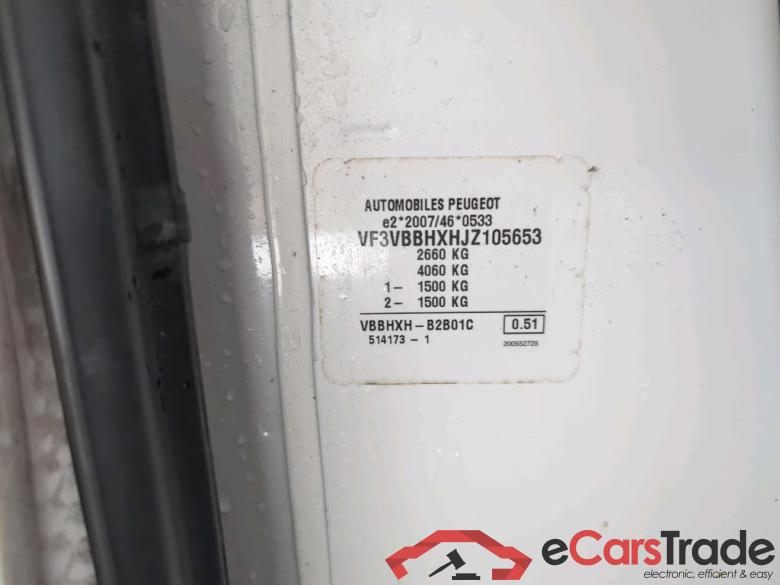 AUTOMOBILES PEUGEOT
e2*2007/46*0533
VF3VBBHXHJZ105653
2660 KG
4060 KG
1- 1500 KG
2- 1500 KG
VBBHXH-B2B01C 0.51
514173-1 200552725
eCarsTrade
electronic, efficient & easy